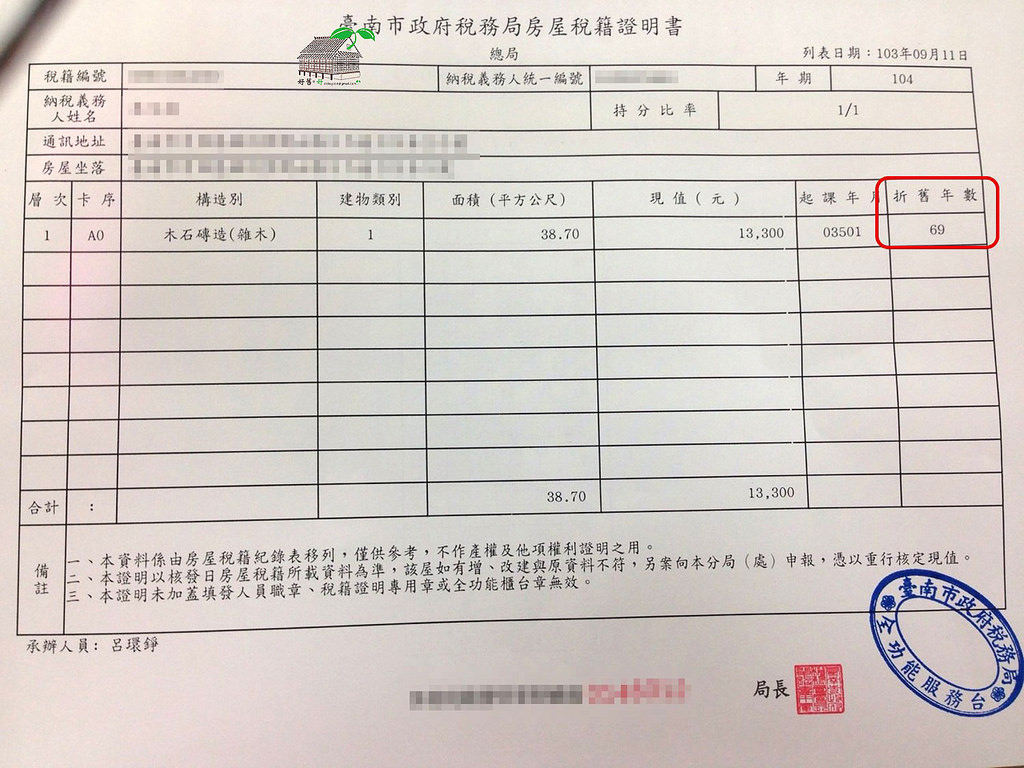 臺南市政府稅務局房屋稅籍證明書
總局
列表日期：103年09月11日
稅籍編號 納稅義務人統一編號 年 期 104
納稅義務人姓名 持 分 比 率 1/1
通訊地址
房屋坐落
層 次 卡 序 構造別 建物類別 面積(平方公尺) 現 值 ( 元 ) 起 課 年 月 折 舊 年 數
1 A0 木石磚造(雜木) 1 38.70 13,300 03501 69
合計 : 38.70 13,300
備註
一、本資料係由房屋稅籍紀錄表移列，僅供參考，不作產權及他項權利證明之用。
二、本證明以核發日房屋稅籍所載資料為準，該屋如有增、改建與原資料不符，另案向本分局(處)申報，憑以重行核定現值。
三、本證明未加蓋填發人員職章、稅籍證明專用章或全功能櫃台章無效。
承辦人員: 呂環錚
局長
臺南市政府稅務局
全功能服務台